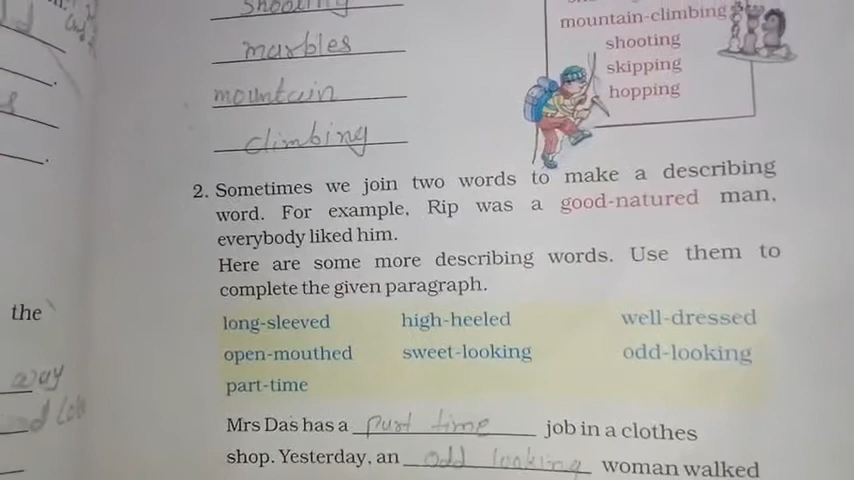 shooting
marbles
mountain
climbing
mountain-climbing
shooting
skipping
hopping
2. Sometimes we join two words to make a describing
word. For example, Rip was a good-natured man,
everybody liked him.
Here are some more describing words. Use them to
complete the given paragraph.
long-sleeved high-heeled well-dressed
open-mouthed sweet-looking odd-looking
part-time
the
way
Mrs Das has a part time job in a clothes
shop. Yesterday, an odd looking woman walked